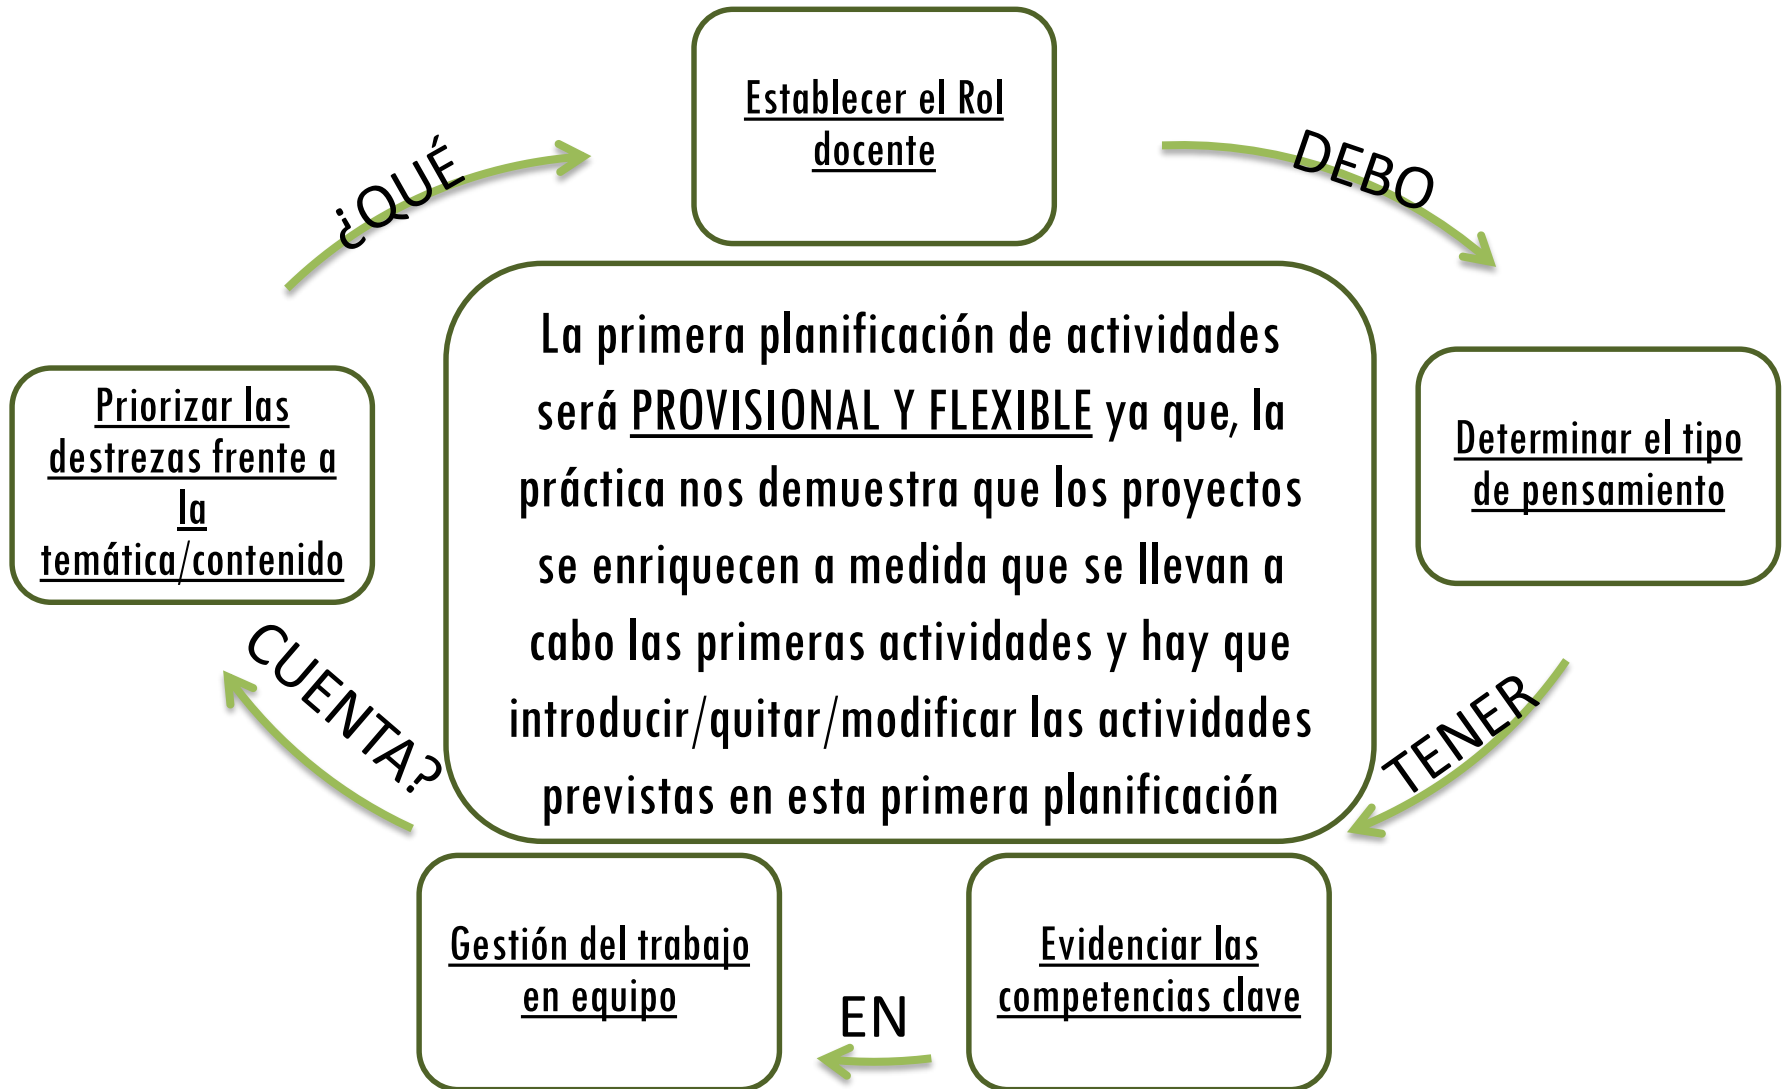 ¿QUÉ
Establecer el Rol
docente
DEBO
Determinar el tipo
de pensamiento
TENER
Evidenciar las
competencias clave
EN
Gestión del trabajo
en equipo
CUENTA?
Priorizar las
destrezas frente a
la
temática/contenido
La primera planificación de actividades
será PROVISIONAL Y FLEXIBLE ya que, la
práctica nos demuestra que los proyectos
se enriquecen a medida que se llevan a
cabo las primeras actividades y hay que
introducir/quitar/modificar las actividades
previstas en esta primera planificación